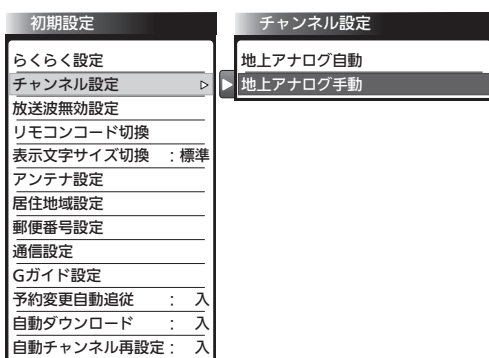 初期設定
らくらく設定
チャンネル設定
放送波無効設定
リモコンコード切換
表示文字サイズ切換 : 標準
アンテナ設定
居住地域設定
郵便番号設定
通信設定
Gガイド設定
予約変更自動追従 : 入
自動ダウンロード : 入
自動チャンネル再設定 : 入
チャンネル設定
地上アナログ自動
地上アナログ手動